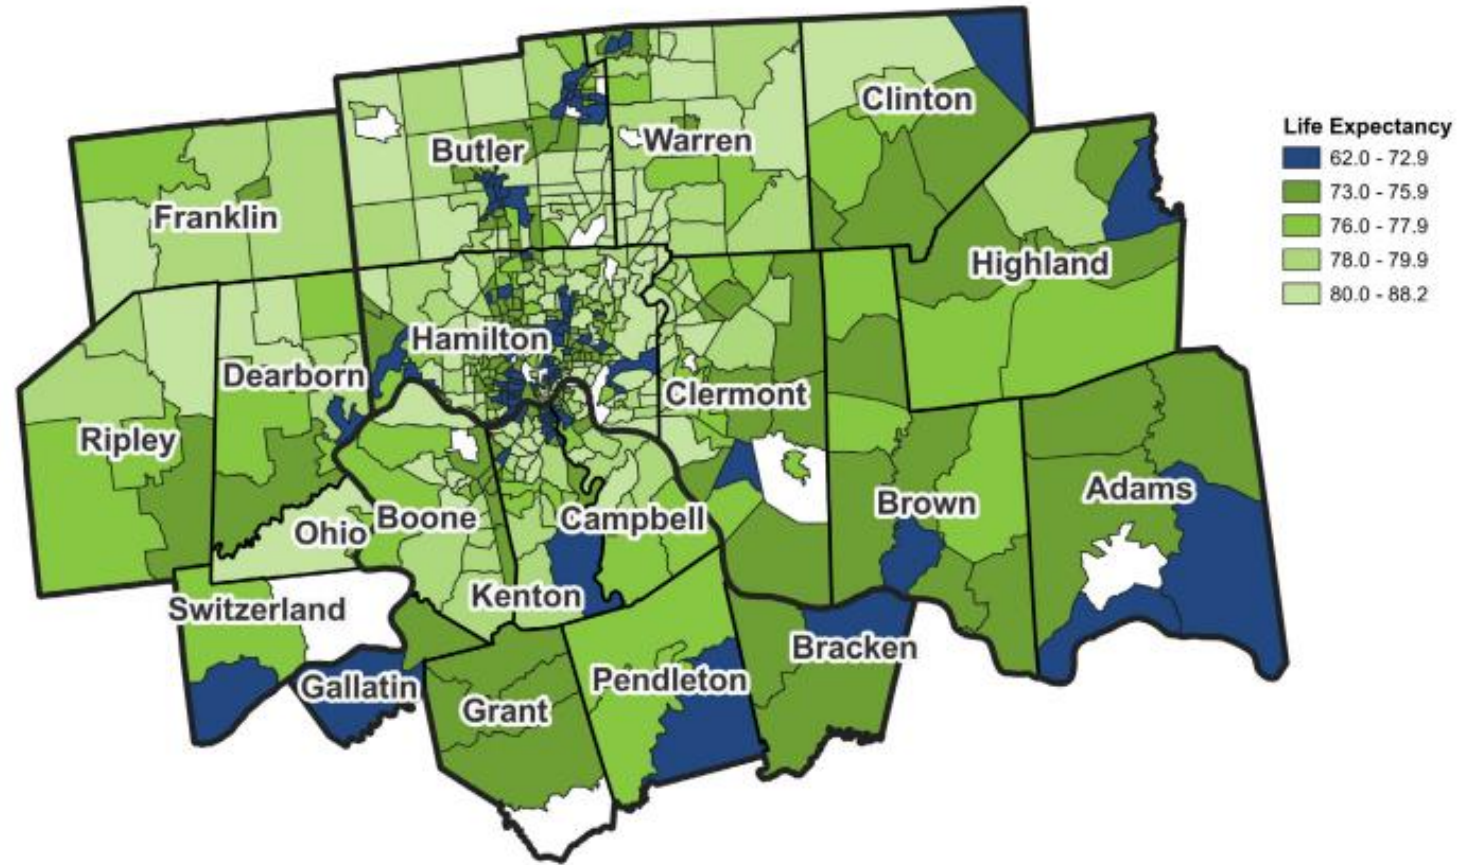 Clinton
Life Expectancy
62.0 - 72.9
73.0 - 75.9
76.0 - 77.9
78.0 - 79.9
80.0 - 88.2
Butler
Warren
Franklin
Highland
Hamilton
Dearborn
Clermont
Ripley
Adams
Brown
Ohio
Boone
Campbell
Kenton
Switzerland
Bracken
Gallatin
Pendleton
Grant